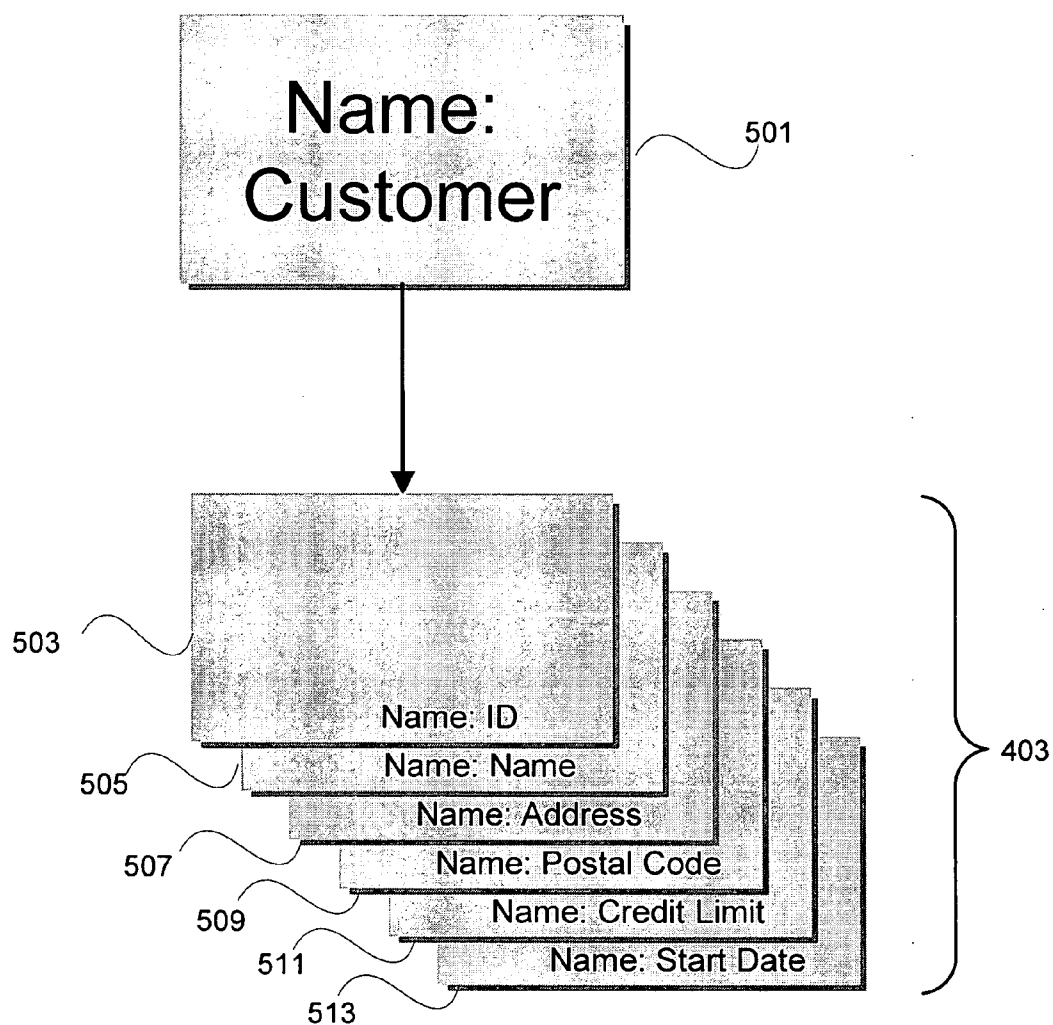 Name:
Customer
501
503
Name: ID
Name: Name
505
Name: Address
507
Name: Postal Code
509
Name: Credit Limit
511
Name: Start Date
513
403